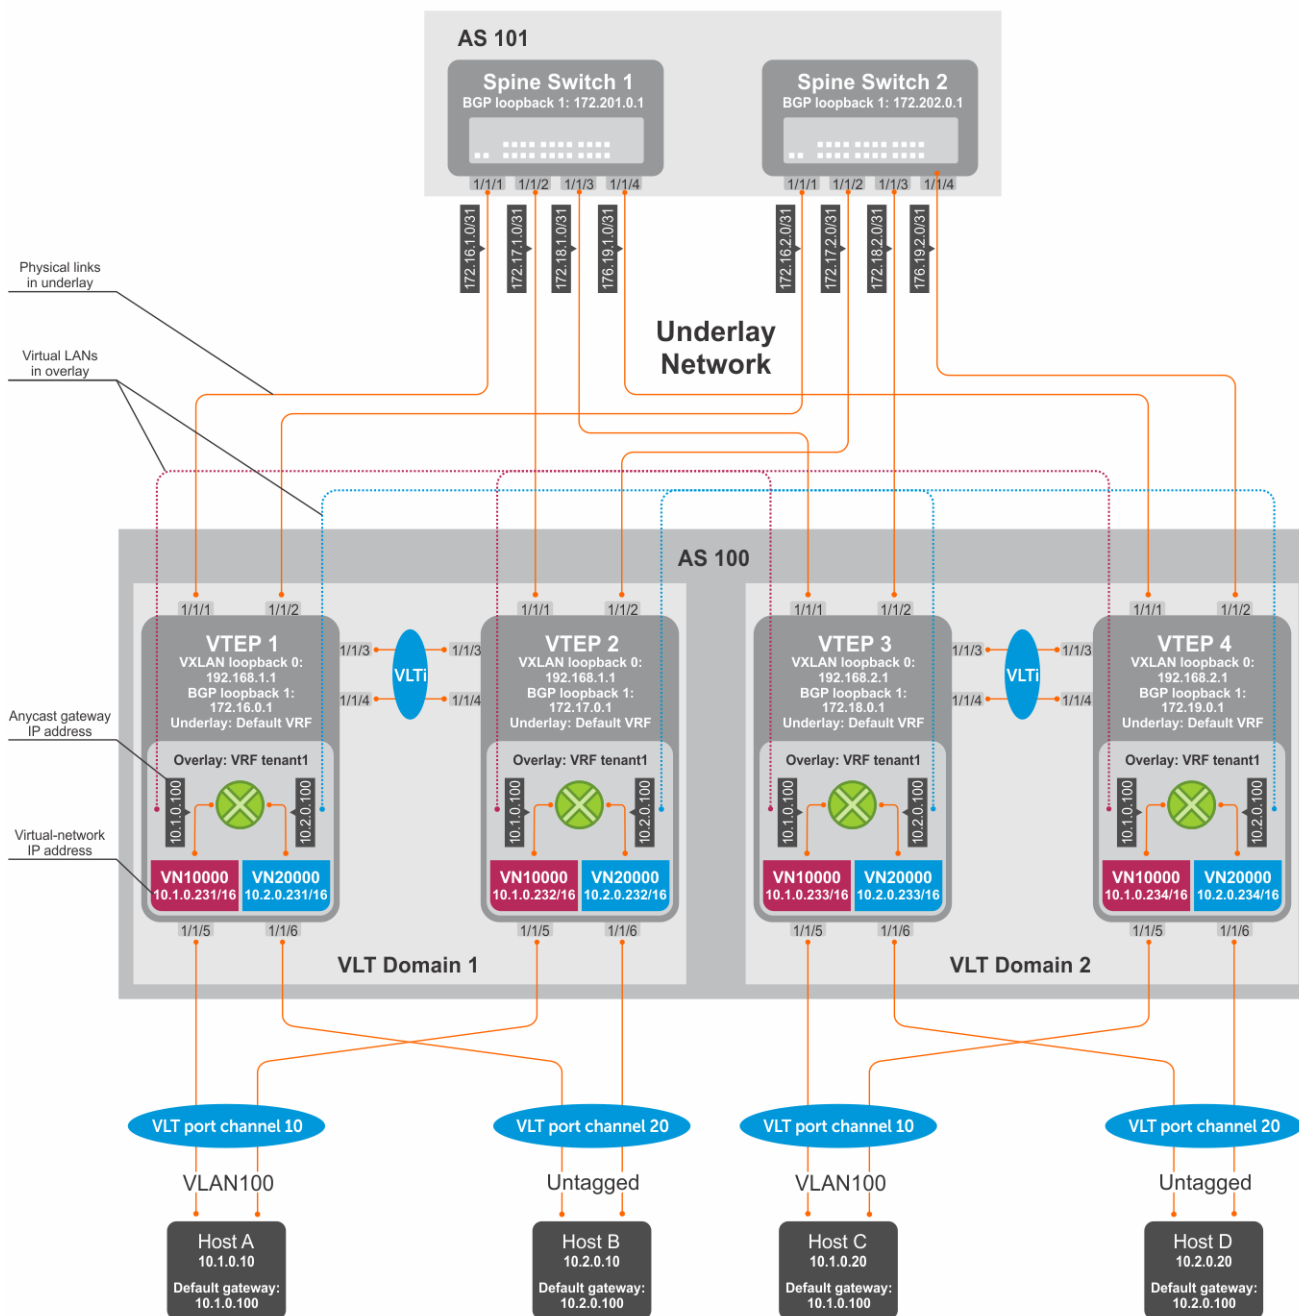 AS 101
Spine Switch 1
BGP loopback 1: 172.201.0.1
Spine Switch 2
BGP loopback 1: 172.202.0.1
1/1/1
1/1/2
1/1/3
1/1/4
1/1/1
1/1/2
1/1/3
1/1/4
172.16.1.0/31
172.17.1.0/31
172.18.1.0/31
176.19.1.0/31
172.16.2.0/31
172.17.2.0/31
172.18.2.0/31
176.19.2.0/31
Physical links
in underlay
Underlay
Network
Virtual LANs
in overlay
AS 100
1/1/1
1/1/2
1/1/1
1/1/2
1/1/1
1/1/2
1/1/1
1/1/2
VTEP 1
VXLAN loopback 0:
192.168.1.1
BGP loopback 1:
172.16.0.1
Underlay: Default VRF
1/1/3
1/1/4
VLTi
1/1/3
1/1/4
VTEP 2
VXLAN loopback 0:
192.168.1.1
BGP loopback 1:
172.17.0.1
Underlay: Default VRF
VTEP 3
VXLAN loopback 0:
192.168.2.1
BGP loopback 1:
172.18.0.1
Underlay: Default VRF
1/1/3
1/1/4
VLTi
1/1/3
1/1/4
VTEP 4
VXLAN loopback 0:
192.168.2.1
BGP loopback 1:
172.19.0.1
Underlay: Default VRF
Anycast gateway
IP address
Overlay: VRF tenant1
10.1.0.100
10.2.0.100
Overlay: VRF tenant1
10.1.0.100
10.2.0.100
Overlay: VRF tenant1
10.1.0.100
10.2.0.100
Overlay: VRF tenant1
10.1.0.100
10.2.0.100
Virtual-network
IP address
VN10000
10.1.0.231/16
VN20000
10.2.0.231/16
VN10000
10.1.0.232/16
VN20000
10.2.0.232/16
VN10000
10.1.0.233/16
VN20000
10.2.0.233/16
VN10000
10.1.0.234/16
VN20000
10.2.0.234/16
1/1/5
1/1/6
1/1/5
1/1/6
1/1/5
1/1/6
1/1/5
1/1/6
VLT Domain 1
VLT Domain 2
VLT port channel 10
VLT port channel 20
VLT port channel 10
VLT port channel 20
VLAN100
Untagged
VLAN100
Untagged
Host A
10.1.0.10
Default gateway:
10.1.0.100
Host B
10.2.0.10
Default gateway:
10.2.0.100
Host C
10.1.0.20
Default gateway:
10.1.0.100
Host D
10.2.0.20
Default gateway:
10.2.0.100